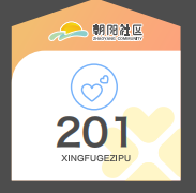 朝阳社区
ZHAOYANG COMMUNITY
201
XINGFUGEZIPU